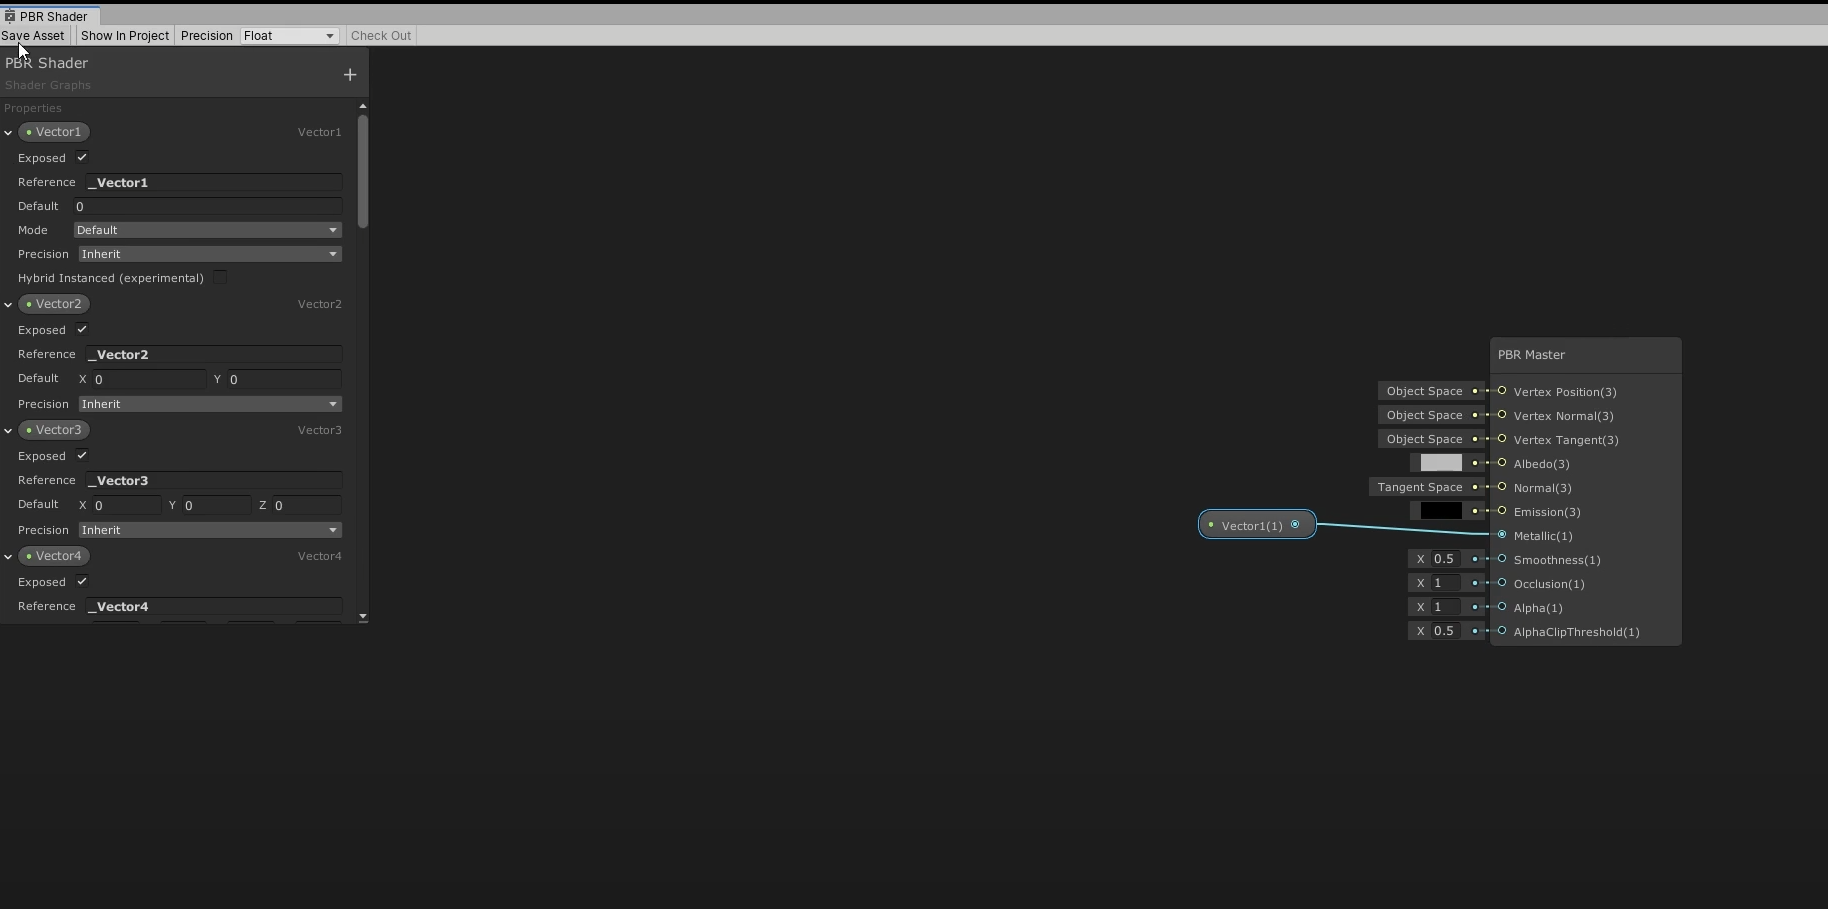 PBR Shader
Save Asset Show In Project Precision Float Check Out
PBR Shader
Shader Graphs
Properties
Vector1 Vector1
Exposed
Reference _Vector1
Default 0
Mode Default
Precision Inherit
Hybrid Instanced (experimental)
Vector2 Vector2
Exposed
Reference _Vector2
Default X 0 Y 0
Precision Inherit
Vector3 Vector3
Exposed
Reference _Vector3
Default X 0 Y 0 Z 0
Precision Inherit
Vector4 Vector4
Exposed
Reference _Vector4
Vector1(1)
PBR Master
Object Space Vertex Position(3)
Object Space Vertex Normal(3)
Object Space Vertex Tangent(3)
Albedo(3)
Tangent Space Normal(3)
Emission(3)
Metallic(1)
X 0.5 Smoothness(1)
X 1 Occlusion(1)
X 1 Alpha(1)
X 0.5 AlphaClipThreshold(1)